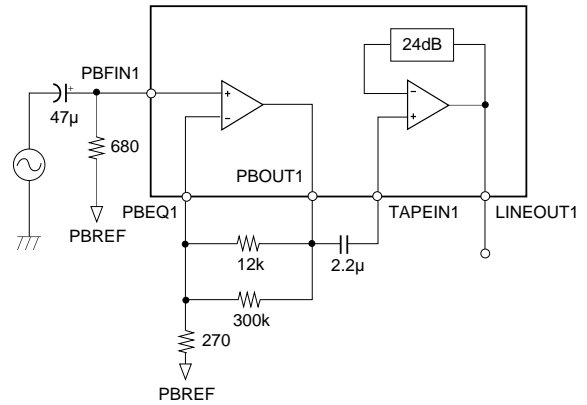 24dB
PBFIN1
+
47μ
+
−
−
+
680
PBOUT1
PBREF
PBEQ1
TAPEIN1
LINEOUT1
12k
2.2μ
300k
270
PBREF